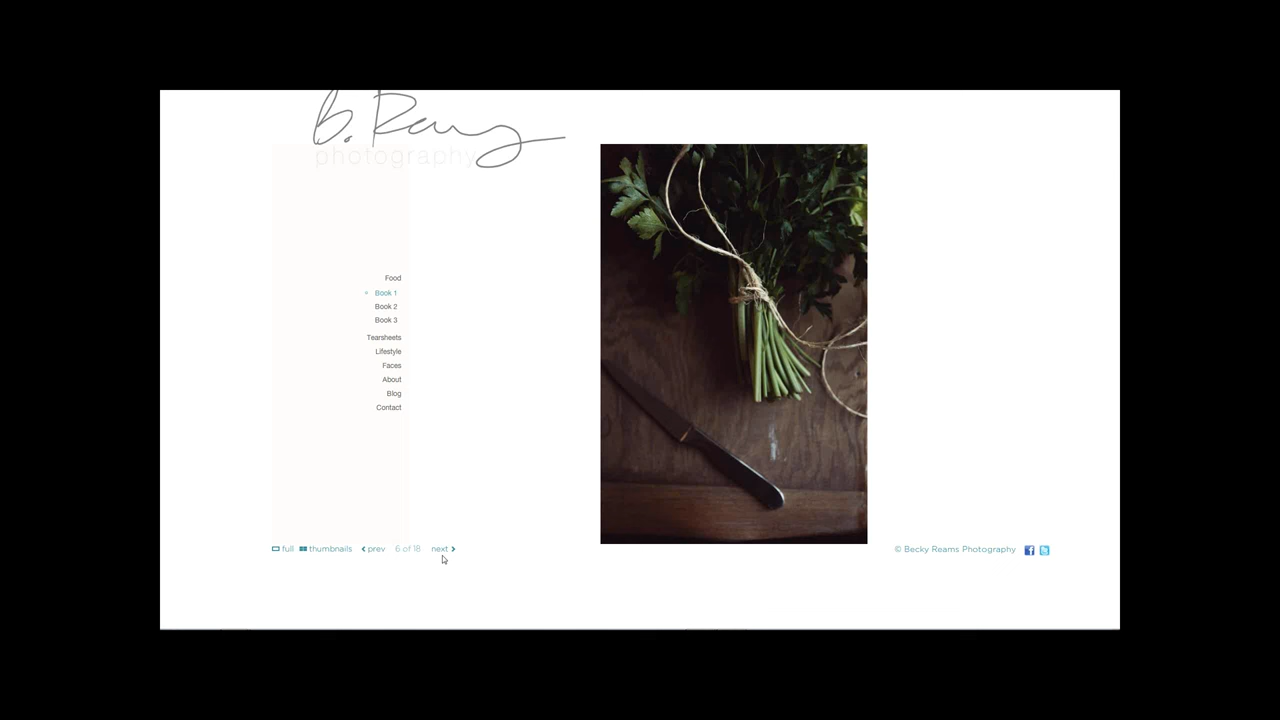 b. Reams
photography
Food
Book 1
Book 2
Book 3
Tearsheets
Lifestyle
Faces
About
Blog
Contact
full thumbnails prev 6 of 18 next
© Becky Reams Photography